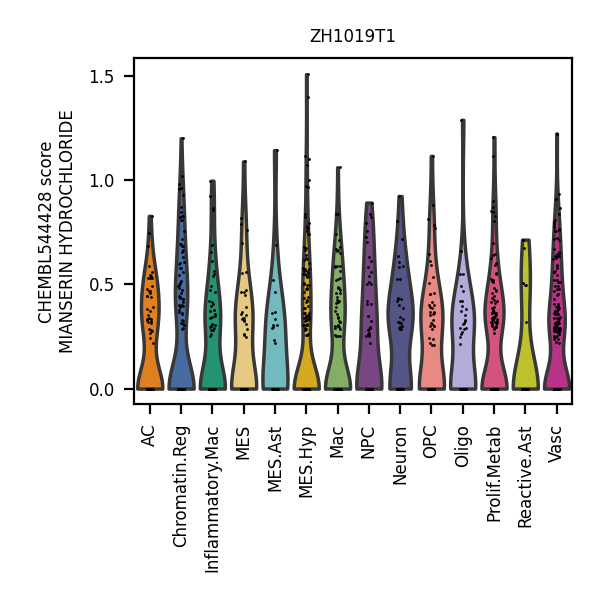 ZH1019T1
CHEMBL544428 score
MIANSERIN HYDROCHLORIDE
1.5
1.0
0.5
0.0
AC
Chromatin.Reg
Inflammatory.Mac
MES
MES.Ast
MES.Hyp
Mac
NPC
Neuron
OPC
Oligo
Prolif.Metab
Reactive.Ast
Vasc